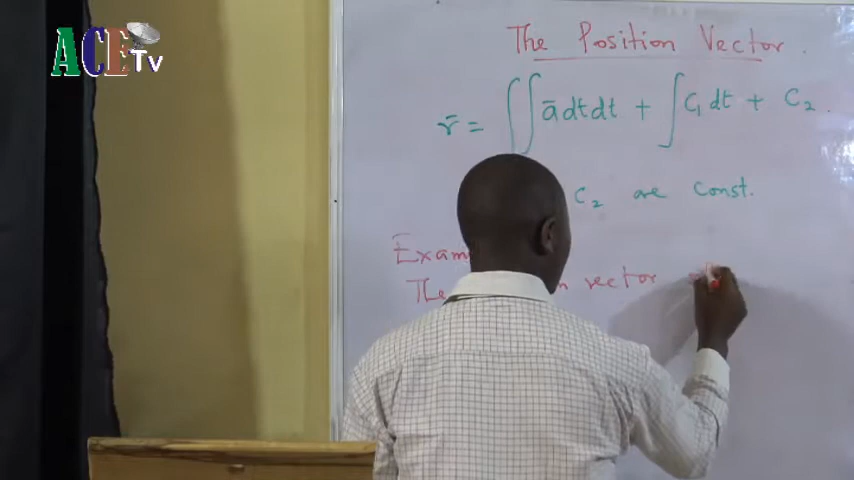 ACE TV
The Position Vector.
r̄ = ∫∫ ā dt dt + ∫ C₁ dt + C₂.
C₂ are Const.
Exam
The n vector